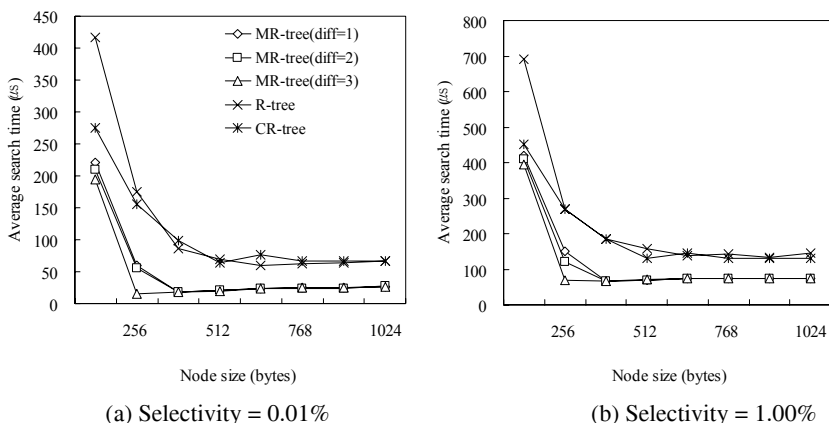 450
400
350
300
250
200
150
100
50
0
Average search time (μs)
MR-tree(diff=1)
MR-tree(diff=2)
MR-tree(diff=3)
R-tree
CR-tree
256
512
768
1024
Node size (bytes)
(a) Selectivity = 0.01%
800
700
600
500
400
300
200
100
0
Average search time (μs)
256
512
768
1024
Node size (bytes)
(b) Selectivity = 1.00%